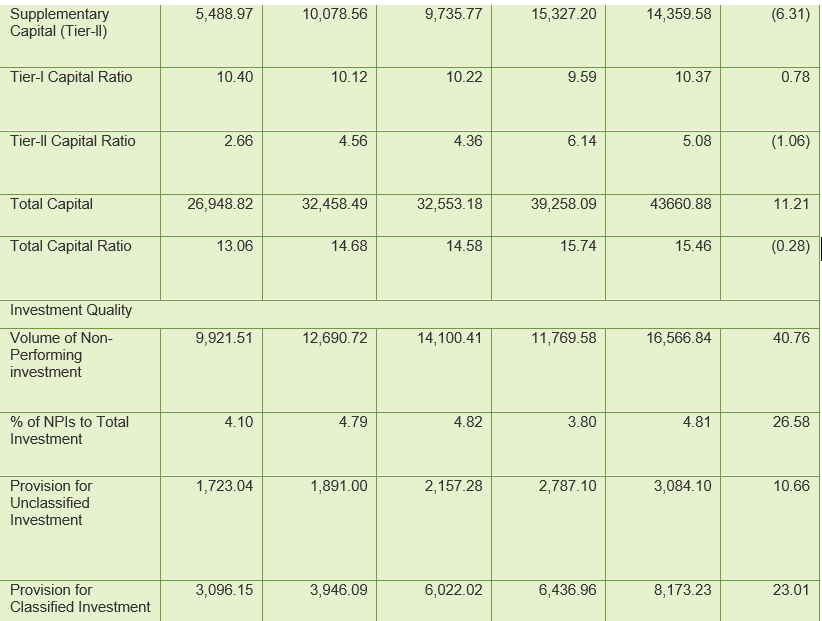 Supplementary 5,488.97 10,078.56 9,735.77 15,327.20 14,359.58 (6.31)
Capital (Tier-II)
Tier-I Capital Ratio 10.40 10.12 10.22 9.59 10.37 0.78
Tier-II Capital Ratio 2.66 4.56 4.36 6.14 5.08 (1.06)
Total Capital 26,948.82 32,458.49 32,553.18 39,258.09 43660.88 11.21
Total Capital Ratio 13.06 14.68 14.58 15.74 15.46 (0.28)
Investment Quality
Volume of Non- 9,921.51 12,690.72 14,100.41 11,769.58 16,566.84 40.76
Performing
investment
% of NPIs to Total 4.10 4.79 4.82 3.80 4.81 26.58
Investment
Provision for 1,723.04 1,891.00 2,157.28 2,787.10 3,084.10 10.66
Unclassified
Investment
Provision for 3,096.15 3,946.09 6,022.02 6,436.96 8,173.23 23.01
Classified Investment